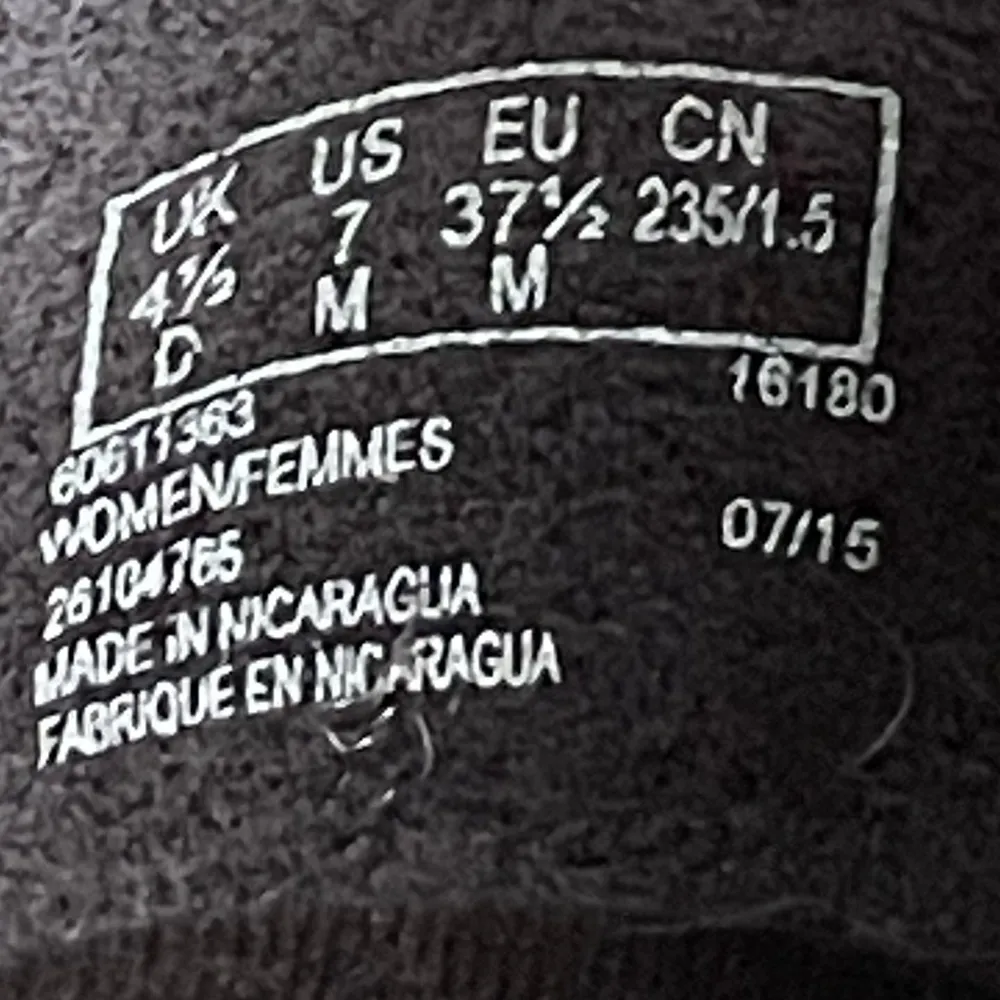 UK US EU CN
4½ 7 37½ 235/1.5
D M M
60611363 16180
WOMEN/FEMMES
26104765 07/15
MADE IN NICARAGUA
FABRIQUE EN NICARAGUA